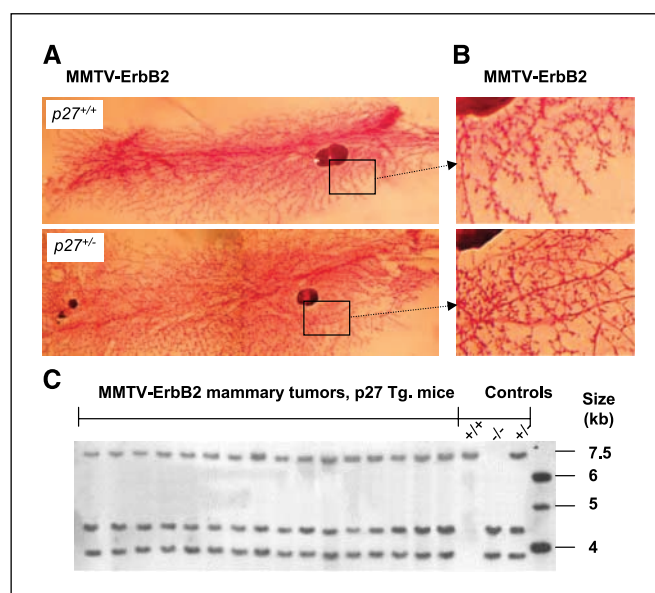 A
B
MMTV-ErbB2
MMTV-ErbB2
p27+/+
p27+/-
C
MMTV-ErbB2 mammary tumors, p27 Tg. mice
Controls
Size
(kb)
+/+
-/-
+/-
7.5
6
5
4